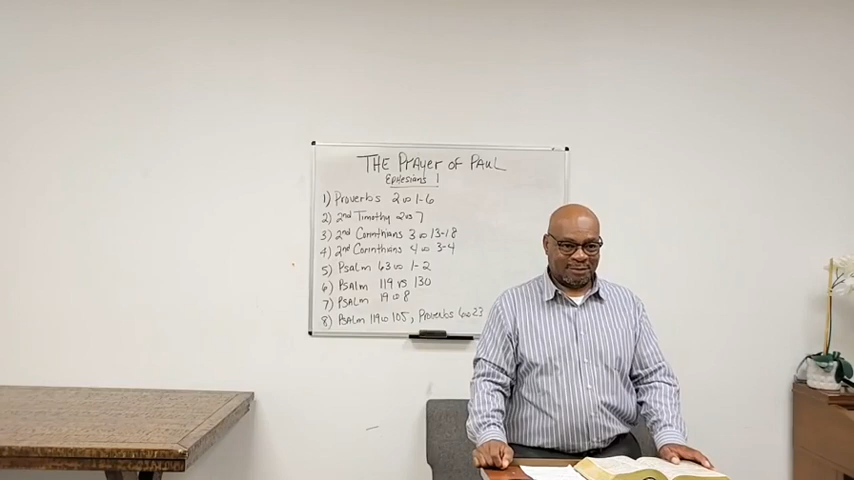 THE PRAYER OF PAUL
EPHESIANS 1
1) PROVERBS 2 vs 1-6
2) 2nd TIMOTHY 2 vs 7
3) 2nd CORINTHIANS 3 vs 13-18
4) 2nd CORINTHIANS 4 vs 3-4
5) PSALM 63 vs 1-2
6) PSALM 119 vs 130
7) PSALM 19 vs 8
8) PSALM 119 vs 105, PROVERBS 6 vs 23